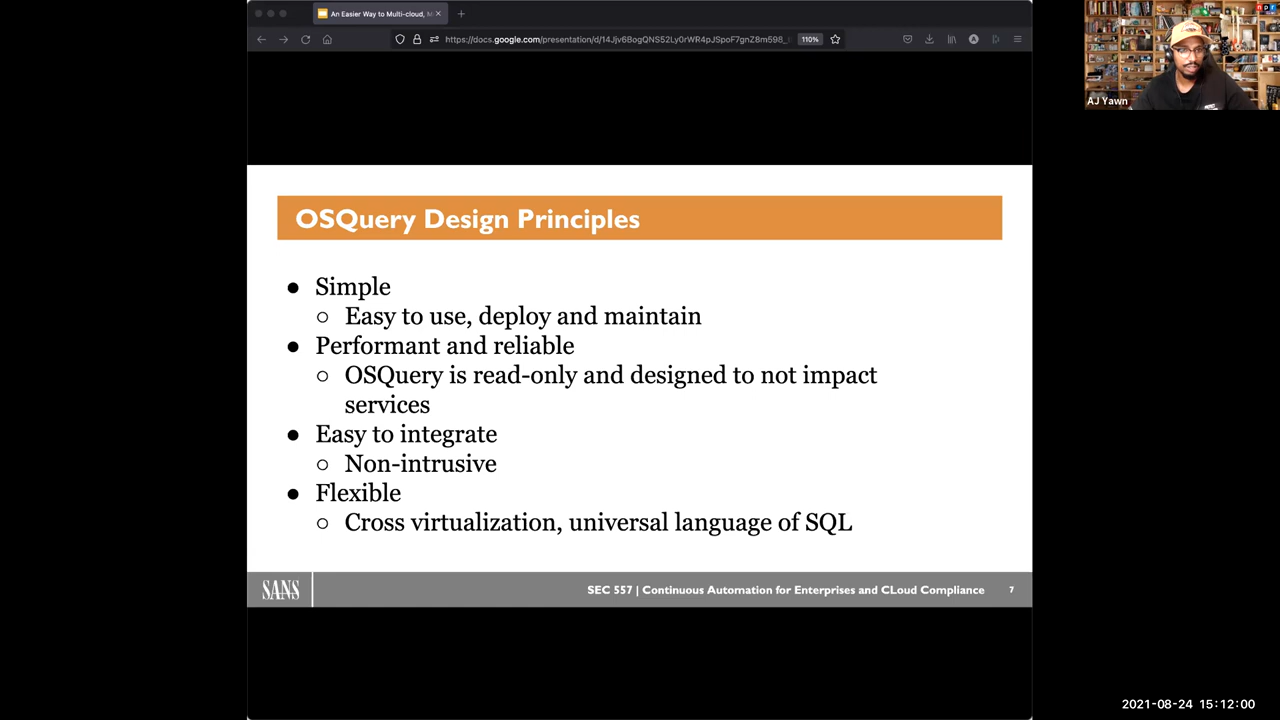 An Easier Way to Multi-cloud, M
https://docs.google.com/presentation/d/14Jjv6BogQNS52Ly0rWR4pJSpoF7gnZ8m598_
110%
npr
AJ Yawn
OSQuery Design Principles
● Simple
○ Easy to use, deploy and maintain
● Performant and reliable
○ OSQuery is read-only and designed to not impact
services
● Easy to integrate
○ Non-intrusive
● Flexible
○ Cross virtualization, universal language of SQL
SANS
SEC 557 | Continuous Automation for Enterprises and CLoud Compliance
7
2021-08-24 15:12:00